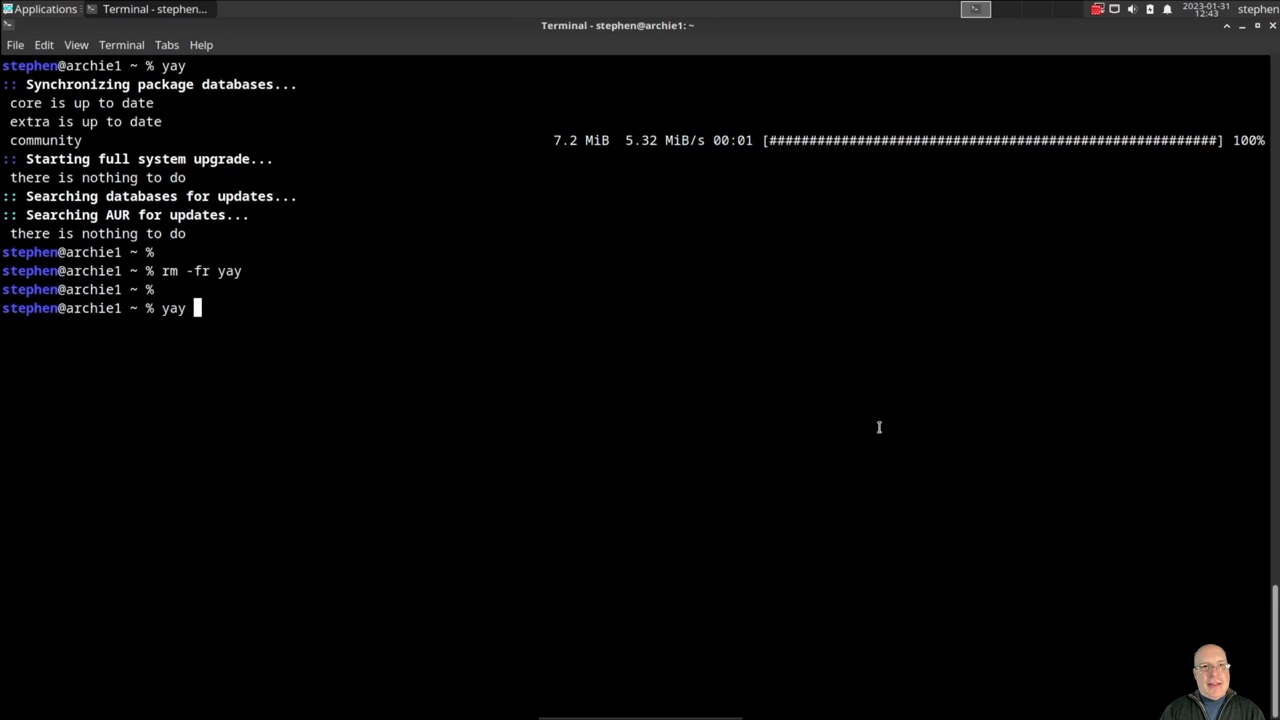 Applications Terminal - stephen... 2023-01-31 stephen
12:43
Terminal - stephen@archie1: ~
File Edit View Terminal Tabs Help
stephen@archie1 ~ % yay
:: Synchronizing package databases...
core is up to date
extra is up to date
community 7.2 MiB 5.32 MiB/s 00:01 [########################################################] 100%
:: Starting full system upgrade...
there is nothing to do
:: Searching databases for updates...
:: Searching AUR for updates...
there is nothing to do
stephen@archie1 ~ %
stephen@archie1 ~ % rm -fr yay
stephen@archie1 ~ %
stephen@archie1 ~ % yay